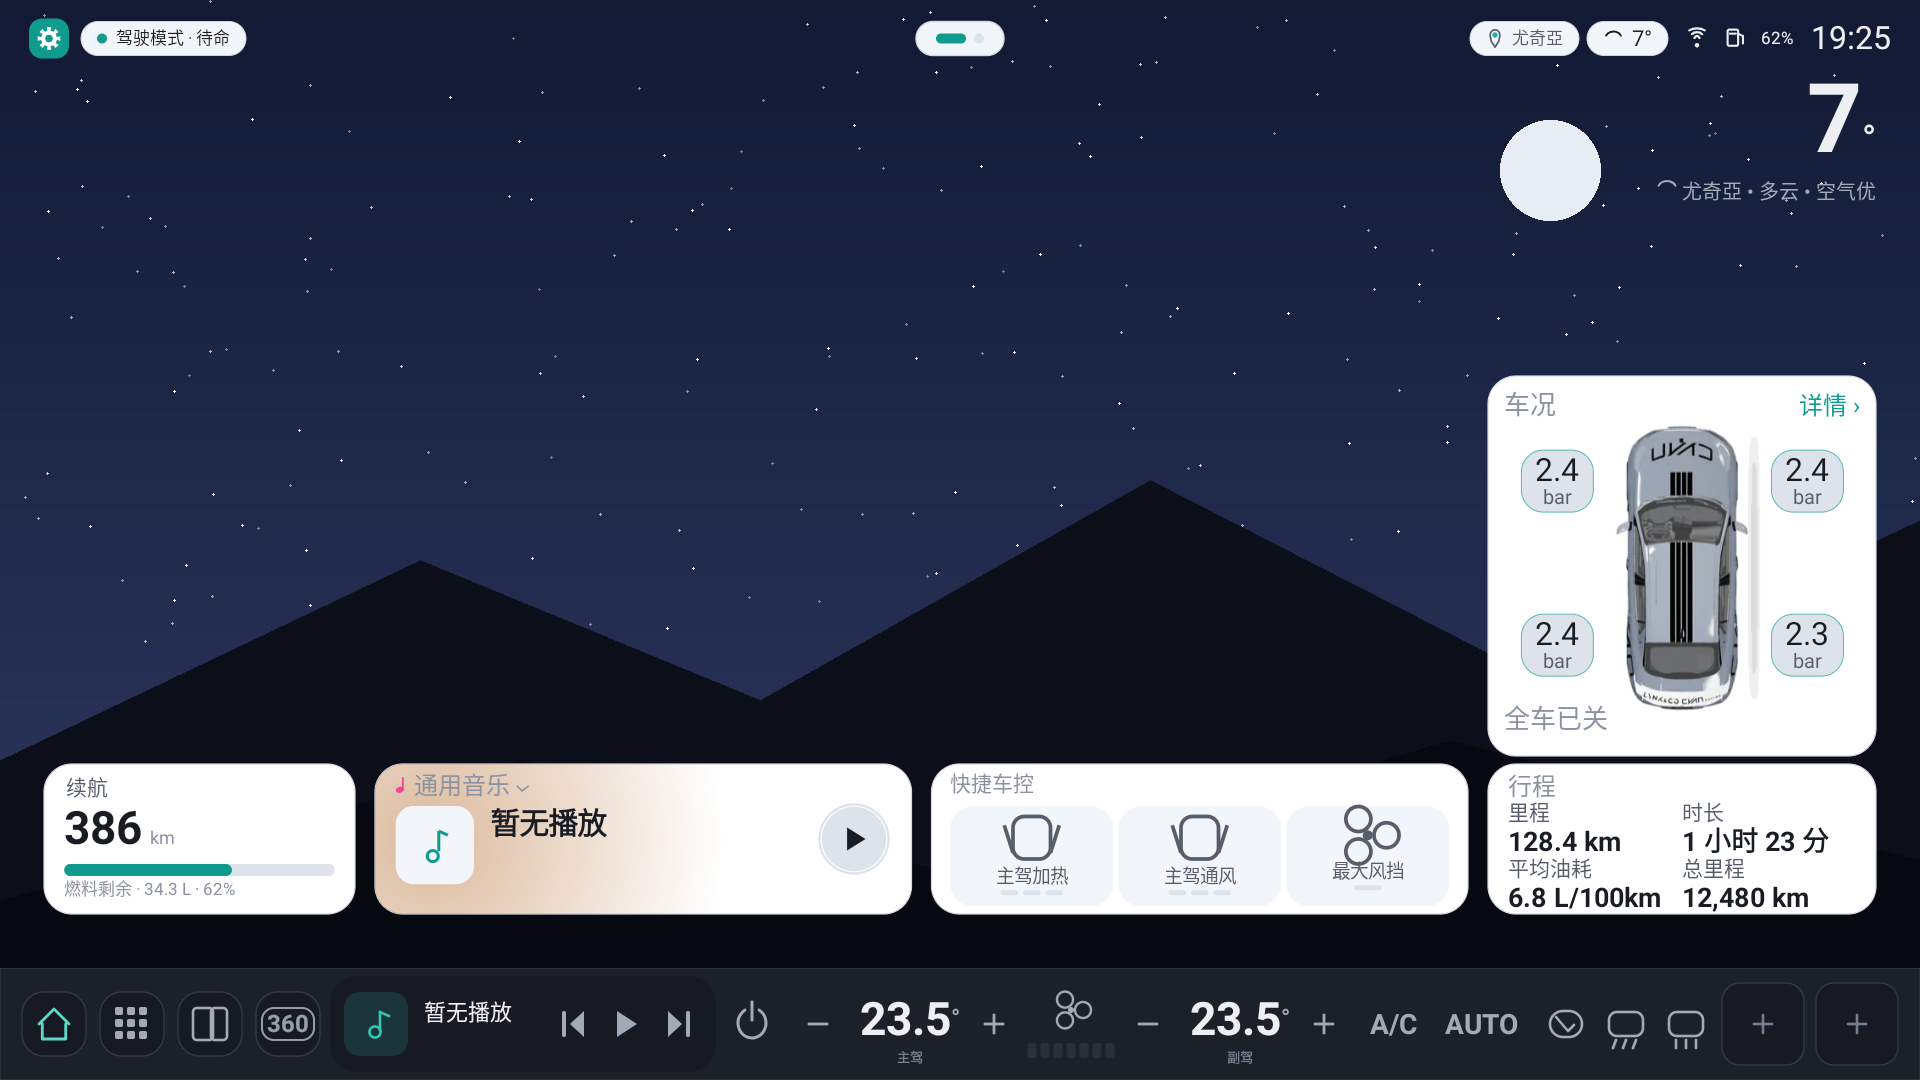 驾驶模式 · 待命
尤奇亞
7°
62%
19:25
7°
尤奇亞 • 多云 • 空气优
车况
详情 ›
2.4
bar
2.4
bar
2.4
bar
2.3
bar
全车已关
续航
386 km
燃料剩余 · 34.3 L · 62%
通用音乐
暂无播放
快捷车控
主驾加热
主驾通风
最大风挡
行程
里程
128.4 km
时长
1 小时 23 分
平均油耗
6.8 L/100km
总里程
12,480 km
360
暂无播放
23.5°
主驾
23.5°
副驾
A/C
AUTO